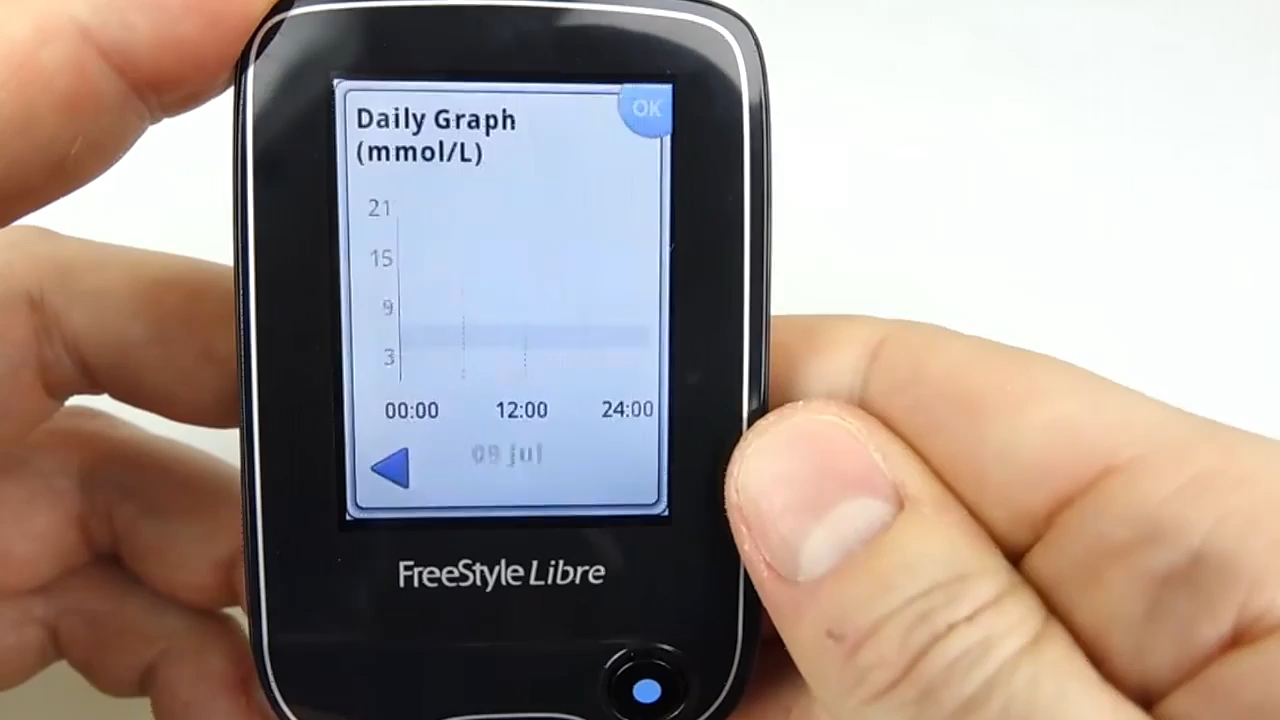 Daily Graph
(mmol/L)
OK
21
15
9
3
00:00
12:00
24:00
09 Jul
FreeStyle Libre